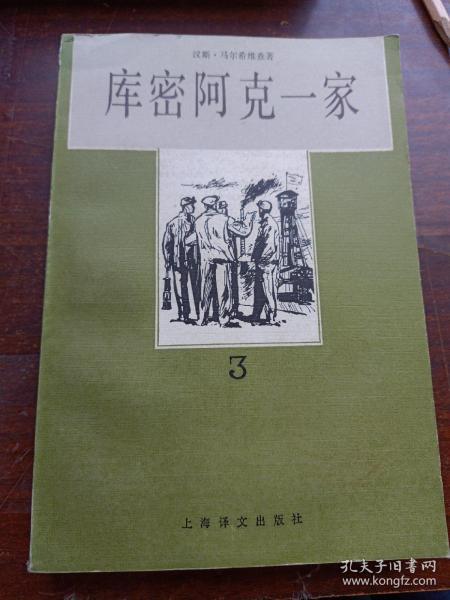 汉斯·马尔希维查著
库密阿克一家
3
上海译文出版社
孔夫子旧书网
www.kongfz.com